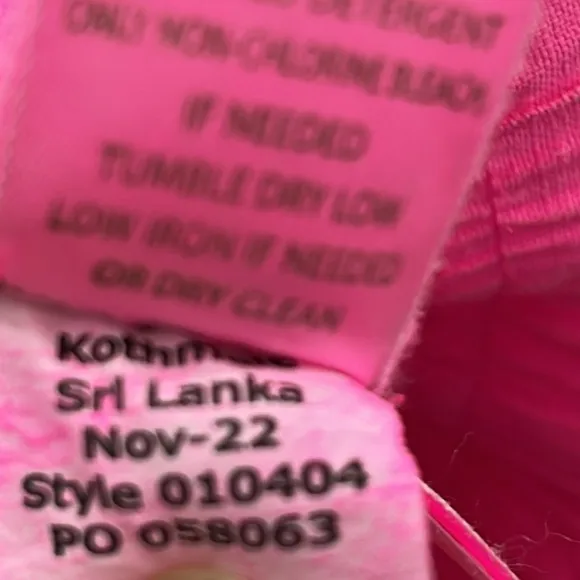 DETERGENT
ONLY NON-CHLORINE BLEACH
IF NEEDED
TUMBLE DRY LOW
LOW IRON IF NEEDED
OR DRY CLEAN
Sri Lanka
Nov-22
Style 010404
PO 058063